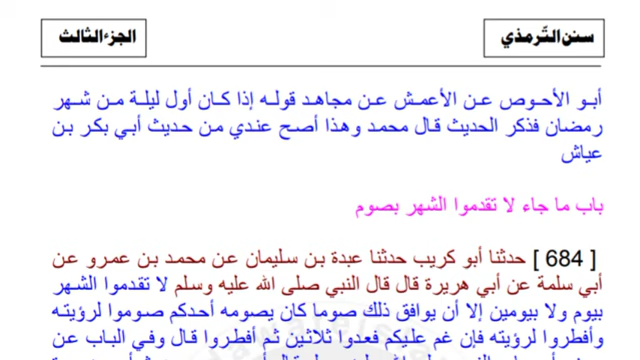 سنن التّرمذي
الجزء الثالث
أبو الأحوص عن الأعمش عن مجاهد قوله إذا كان أول ليلة من شهر
رمضان فذكر الحديث قال محمد وهذا أصح عندي من حديث أبي بكر بن
عياش
باب ما جاء لا تقدموا الشهر بصوم
[ 684 ] حدثنا أبو كريب حدثنا عبدة بن سليمان عن محمد بن عمرو عن
أبي سلمة عن أبي هريرة قال قال النبي صلى الله عليه وسلم لا تقدموا الشهر
بيوم ولا بيومين إلا أن يوافق ذلك صوما كان يصومه أحدكم صوموا لرؤيته
وأفطروا لرؤيته فإن غم عليكم فعدوا ثلاثين ثم أفطروا قال وفي الباب عن